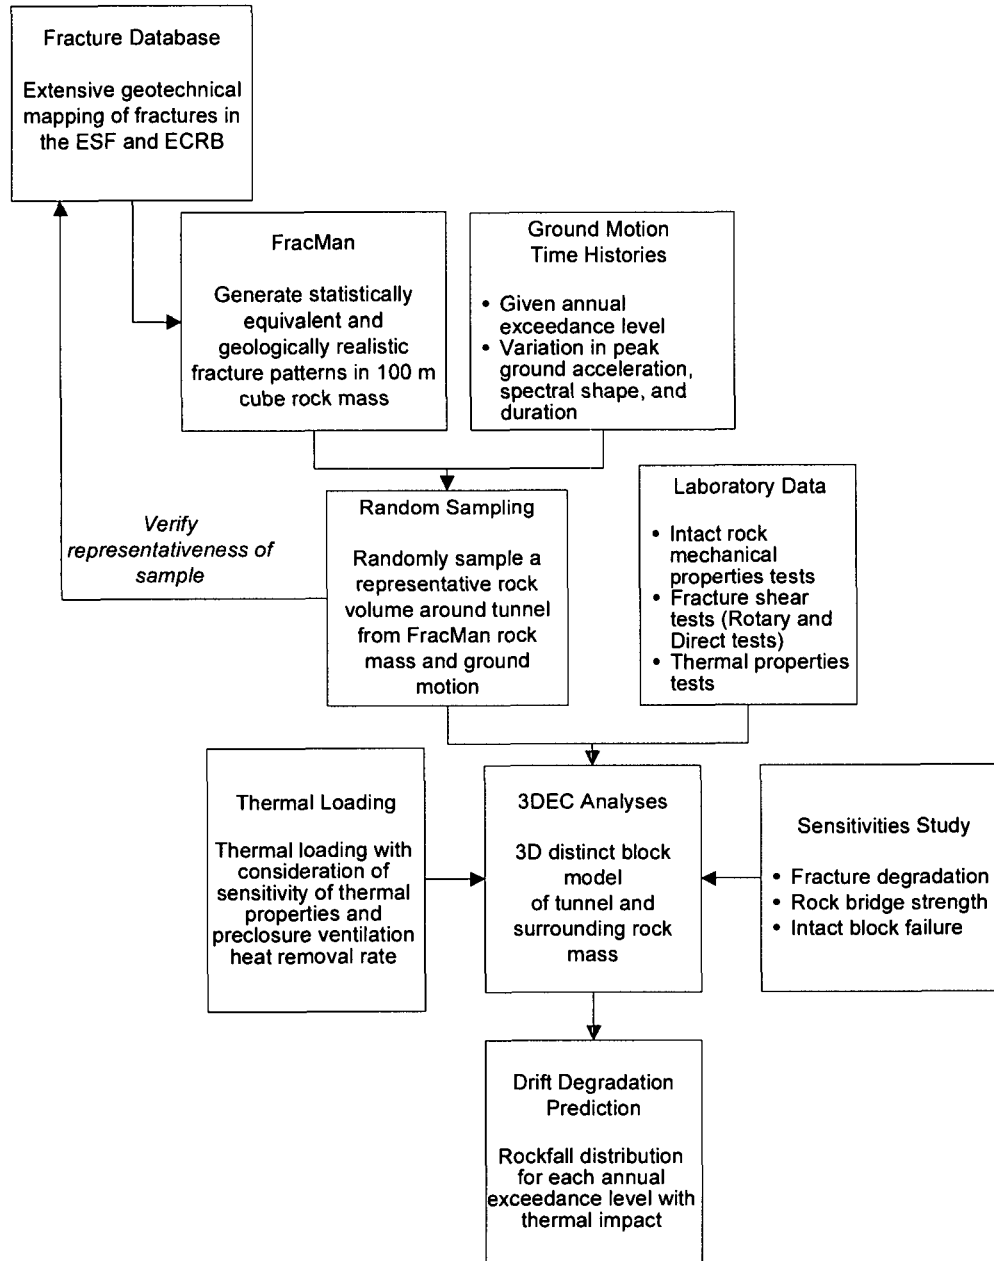 Fracture Database
Extensive geotechnical
mapping of fractures in
the ESF and ECRB
FracMan
Generate statistically
equivalent and
geologically realistic
fracture patterns in 100 m
cube rock mass
Ground Motion
Time Histories
• Given annual
exceedance level
• Variation in peak
ground acceleration,
spectral shape, and
duration
Verify
representativeness of
sample
Random Sampling
Randomly sample a
representative rock
volume around tunnel
from FracMan rock
mass and ground
motion
Laboratory Data
• Intact rock
mechanical
properties tests
• Fracture shear
tests (Rotary and
Direct tests)
• Thermal properties
tests
Thermal Loading
Thermal loading with
consideration of
sensitivity of thermal
properties and
preclosure ventilation
heat removal rate
3DEC Analyses
3D distinct block
model
of tunnel and
surrounding rock
mass
Sensitivities Study
• Fracture degradation
• Rock bridge strength
• Intact block failure
Drift Degradation
Prediction
Rockfall distribution
for each annual
exceedance level with
thermal impact